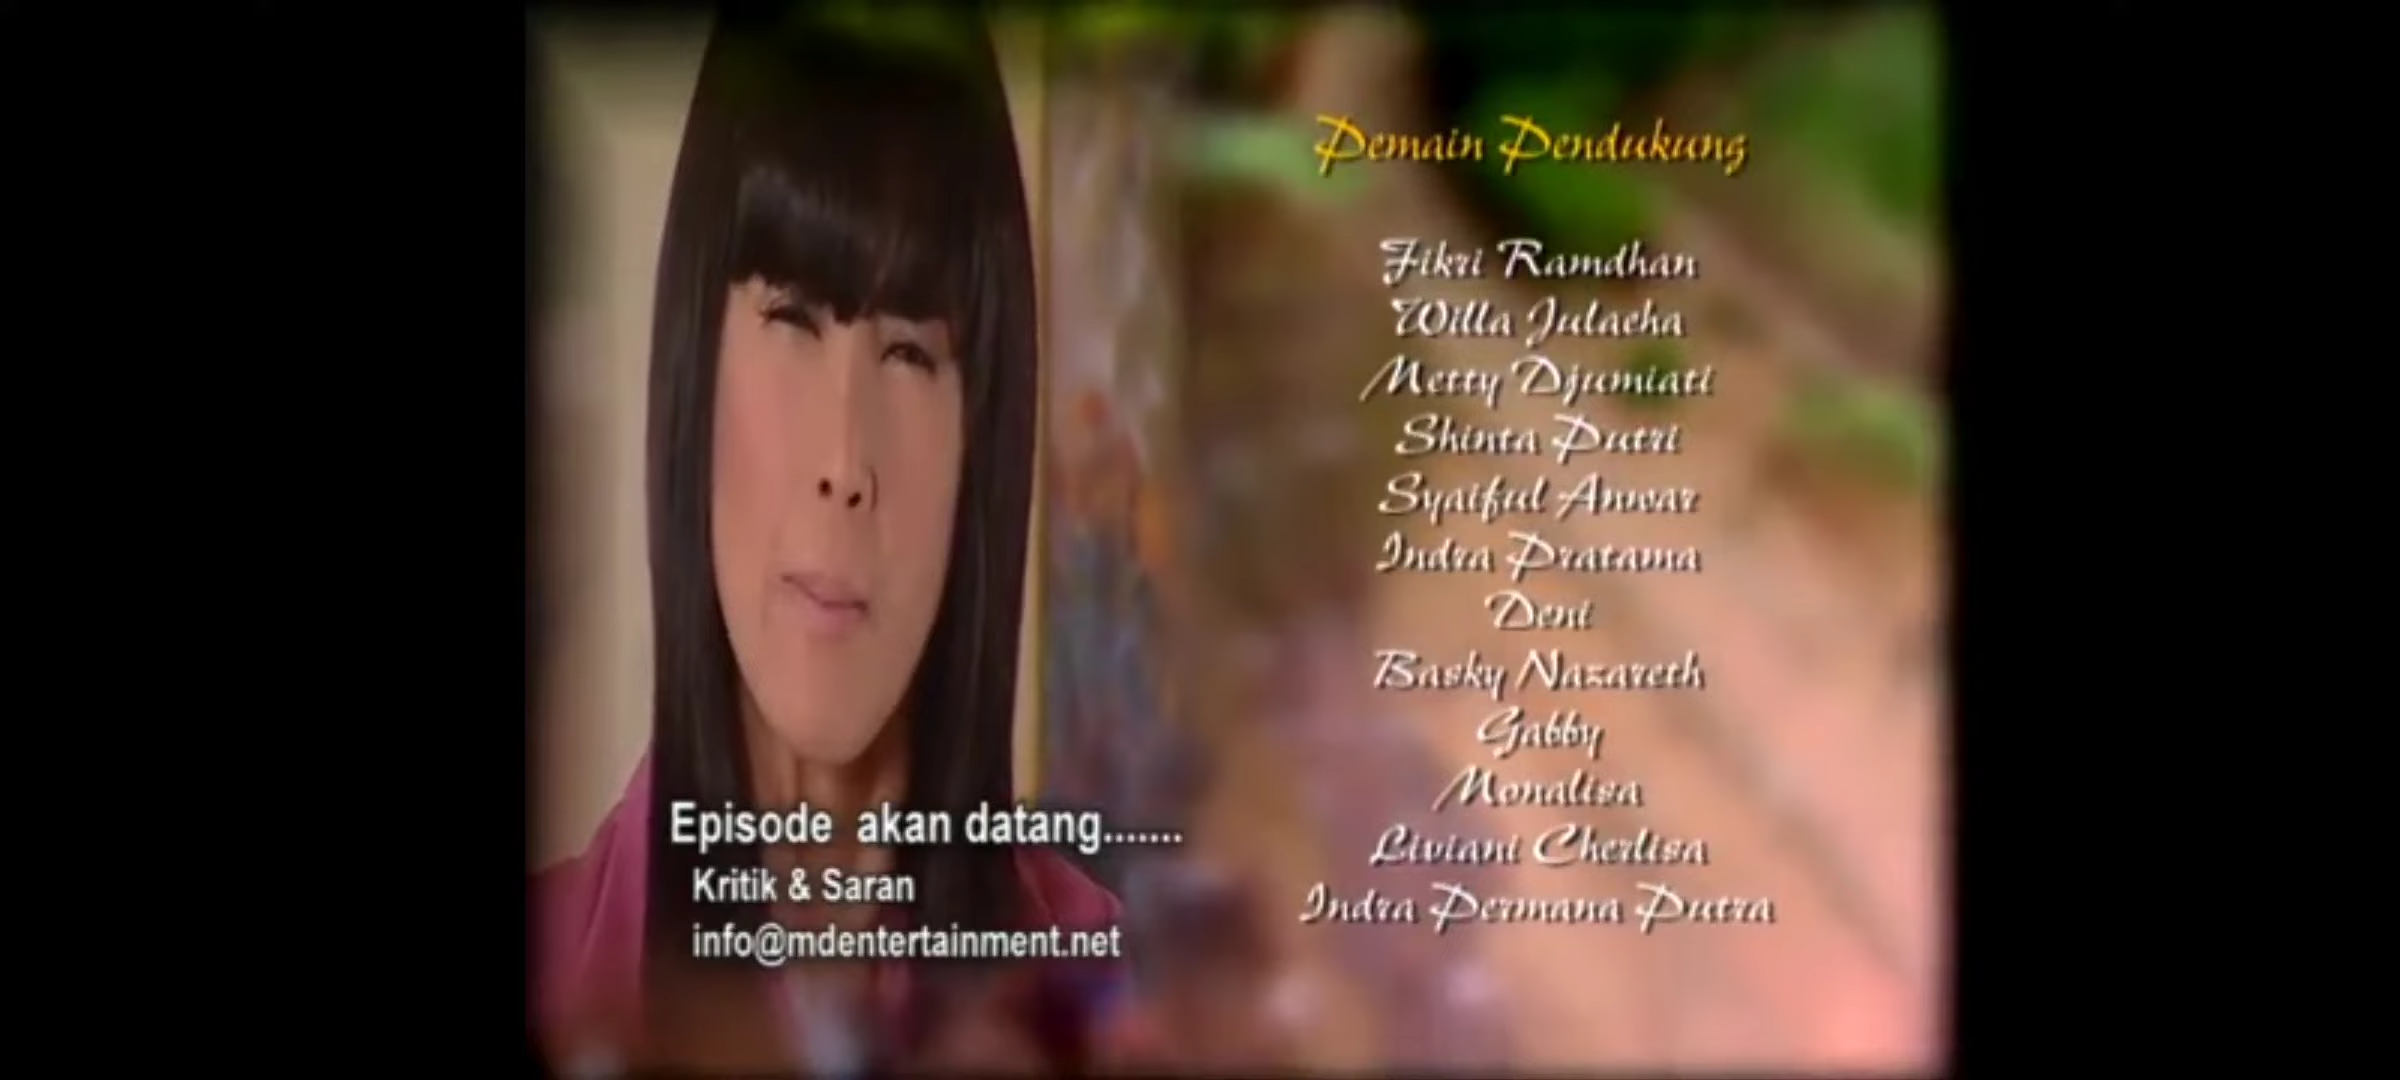 Pemain Pendukung
Fikri Ramdhan
Willa Julaeha
Metty Djumiati
Shinta Putri
Syaiful Anwar
Indra Pratama
Deni
Basky Nazareth
Gabby
Monalisa
Liviani Cherlisa
Indra Permana Putra
Episode akan datang.......
Kritik & Saran
info@mdentertainment.net